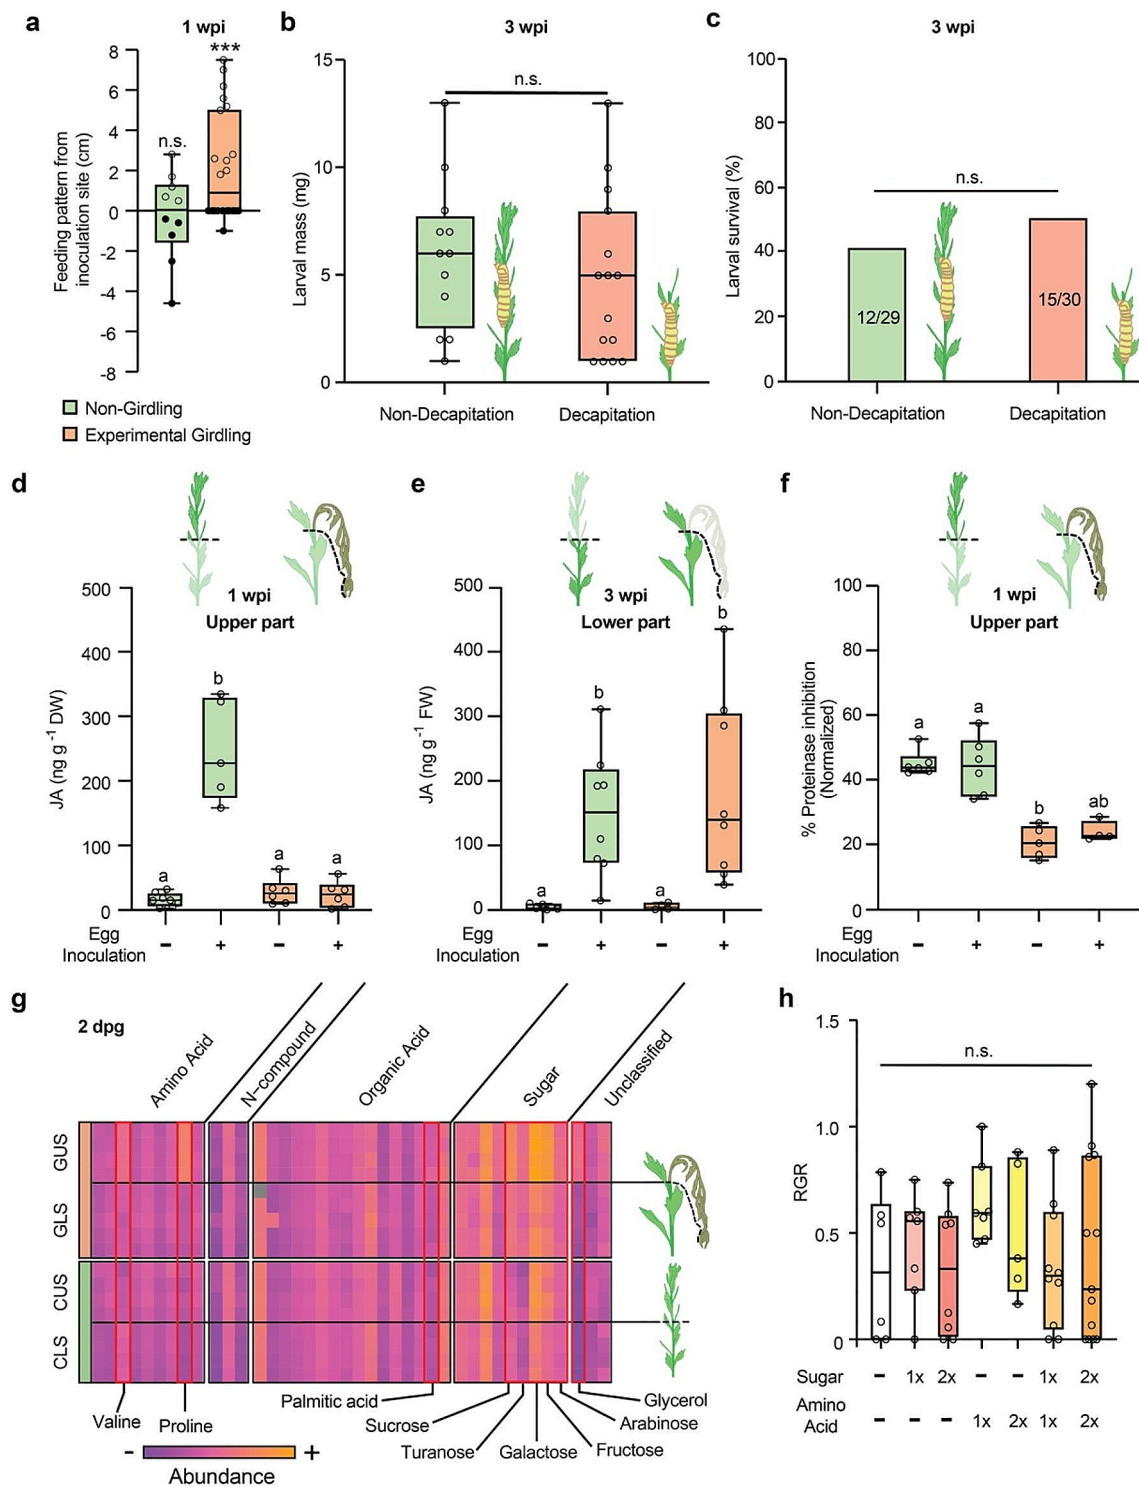 a
1 wpi
8
6
4
2
0
-2
-4
-6
-8
Feeding pattern from
inoculation site (cm)
n.s.
***
Non-Girdling
Experimental Girdling
b
3 wpi
15
10
5
0
Larval mass (mg)
n.s.
Non-Decapitation
Decapitation
c
3 wpi
100
80
60
40
20
0
Larval survival (%)
n.s.
12/29
15/30
Non-Decapitation
Decapitation
d
1 wpi
Upper part
500
400
300
200
100
0
JA (ng g -1 DW)
a
b
a
a
Egg
Inoculation
- + - +
e
3 wpi
Lower part
500
400
300
200
100
0
JA (ng g -1 FW)
a
b
a
b
Egg
Inoculation
- + - +
f
1 wpi
Upper part
100
80
60
40
20
0
% Proteinase inhibition
(Normalized)
a
a
b
ab
Egg
Inoculation
- + - +
g
2 dpg
Amino Acid
N-compound
Organic Acid
Sugar
Unclassified
GUS
GLS
CUS
CLS
Valine
Proline
Palmitic acid
Sucrose
Turanose
Galactose
Fructose
Arabinose
Glycerol
- +
Abundance
h
1.5
1.0
0.5
0
RGR
n.s.
Sugar - 1x 2x - - 1x 2x
Amino
Acid
- - - 1x 2x 1x 2x